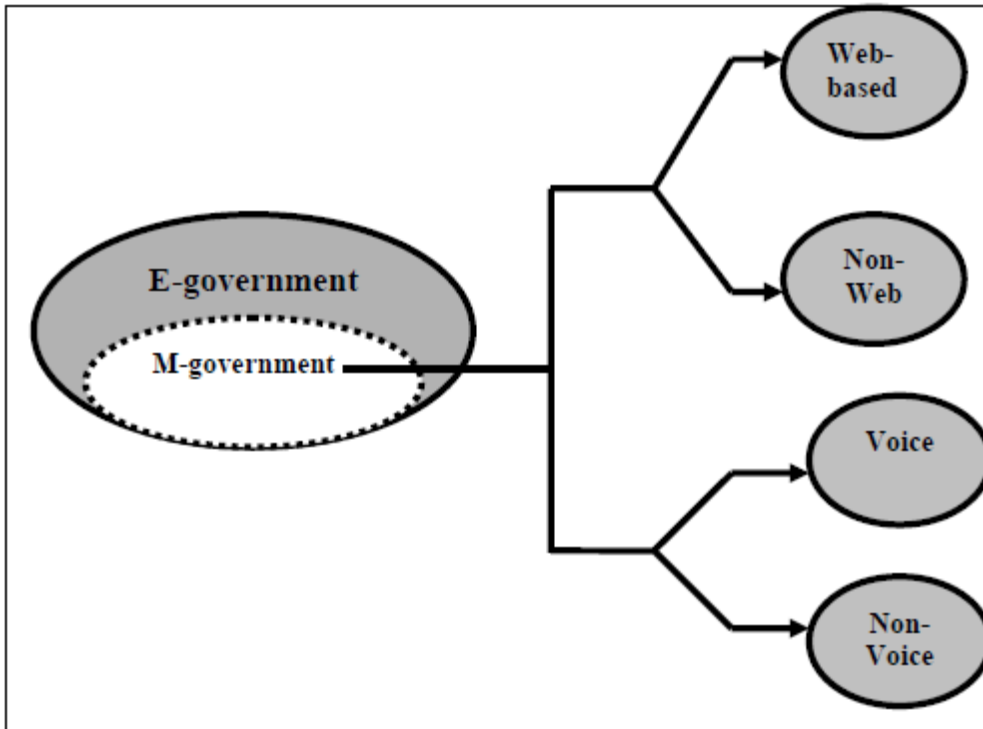 E-government
M-government
Web-
based
Non-
Web
Voice
Non-
Voice